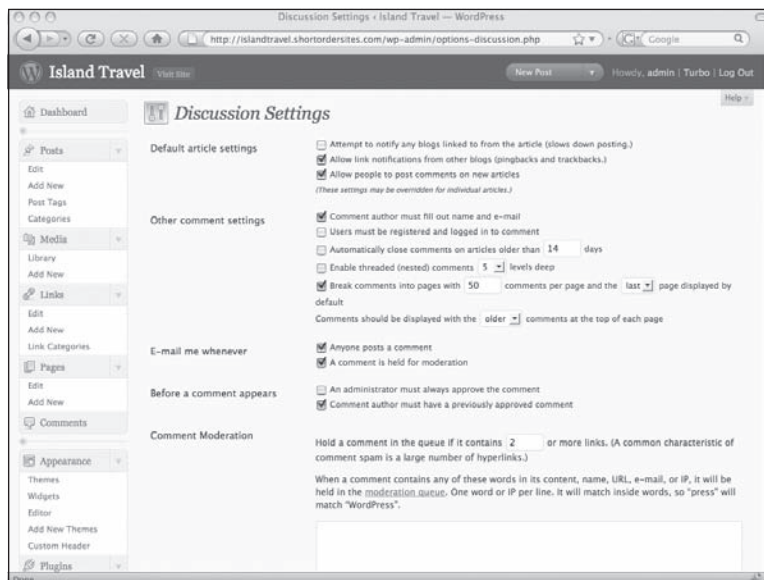 Discussion Settings ‹ Island Travel — WordPress
http://islandtravel.shortordersites.com/wp-admin/options-discussion.php
Google
Island Travel
Visit Site
New Post
Howdy, admin | Turbo | Log Out
Help
Dashboard
Posts
Edit
Add New
Post Tags
Categories
Media
Library
Add New
Links
Edit
Add New
Link Categories
Pages
Edit
Add New
Comments
Appearance
Themes
Widgets
Editor
Add New Themes
Custom Header
Plugins
Discussion Settings
Default article settings
Attempt to notify any blogs linked to from the article (slows down posting.)
Allow link notifications from other blogs (pingbacks and trackbacks.)
Allow people to post comments on new articles
(These settings may be overridden for individual articles.)
Other comment settings
Comment author must fill out name and e-mail
Users must be registered and logged in to comment
Automatically close comments on articles older than 14 days
Enable threaded (nested) comments 5 levels deep
Break comments into pages with 50 comments per page and the last page displayed by
default
Comments should be displayed with the older comments at the top of each page
E-mail me whenever
Anyone posts a comment
A comment is held for moderation
Before a comment appears
An administrator must always approve the comment
Comment author must have a previously approved comment
Comment Moderation
Hold a comment in the queue if it contains 2 or more links. (A common characteristic of
comment spam is a large number of hyperlinks.)
When a comment contains any of these words in its content, name, URL, e-mail, or IP, it will be
held in the moderation queue. One word or IP per line. It will match inside words, so "press" will
match "WordPress".
Done